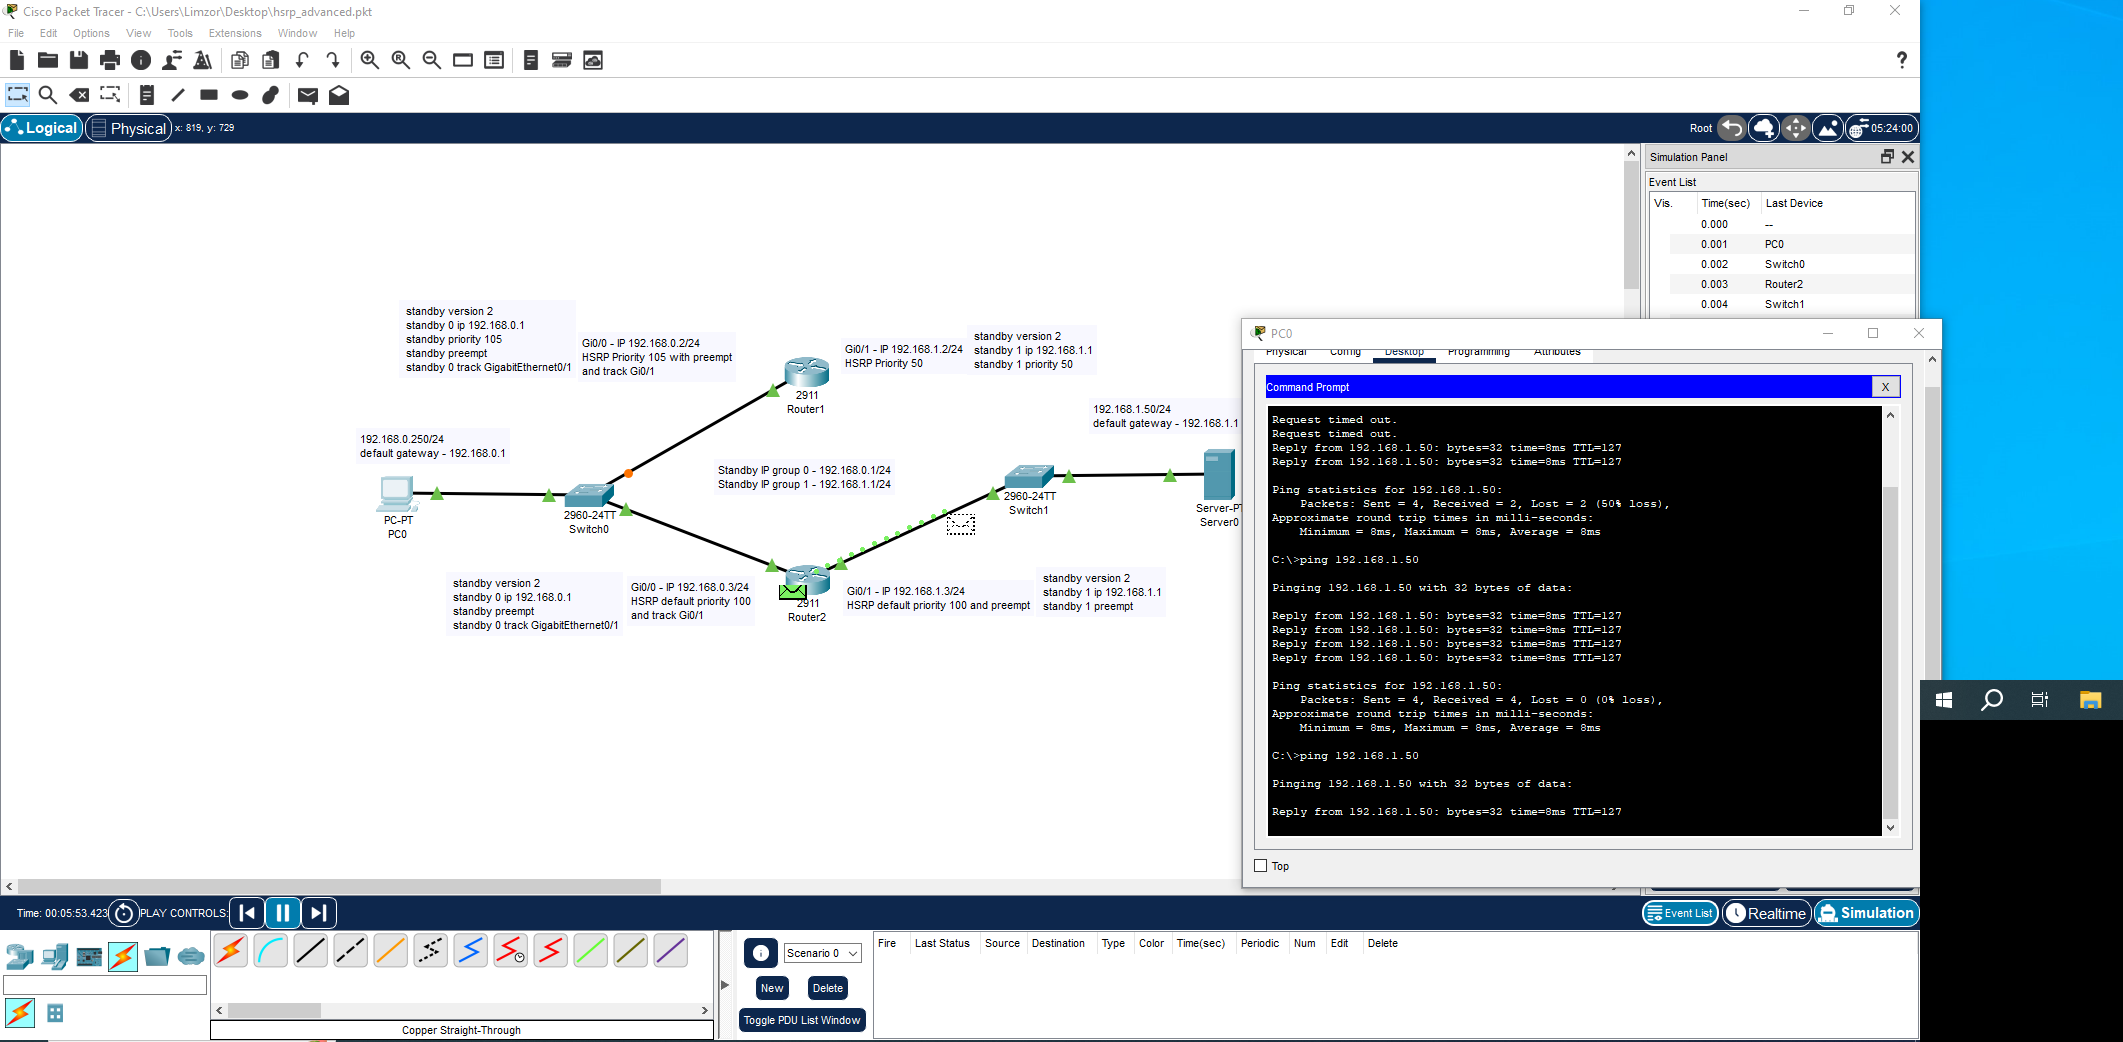 Cisco Packet Tracer - C:\Users\Limzor\Desktop\hsrp_advanced.pkt
File Edit Options View Tools Extensions Window Help
Logical Physical x: 819, y: 729
Root 05:24:00
Simulation Panel
Event List
Vis. Time(sec) Last Device
0.000 --
0.001 PC0
0.002 Switch0
0.003 Router2
0.004 Switch1
standby version 2
standby 0 ip 192.168.0.1
standby priority 105
standby preempt
standby 0 track GigabitEthernet0/1
Gi0/0 - IP 192.168.0.2/24
HSRP Priority 105 with preempt
and track Gi0/1
2911
Router1
Gi0/1 - IP 192.168.1.2/24
HSRP Priority 50
standby version 2
standby 1 ip 192.168.1.1
standby 1 priority 50
192.168.1.50/24
default gateway - 192.168.1.1
192.168.0.250/24
default gateway - 192.168.0.1
Standby IP group 0 - 192.168.0.1/24
Standby IP group 1 - 192.168.1.1/24
PC-PT
PC0
2960-24TT
Switch0
2960-24TT
Switch1
Server-PT
Server0
standby version 2
standby 0 ip 192.168.0.1
standby preempt
standby 0 track GigabitEthernet0/1
Gi0/0 - IP 192.168.0.3/24
HSRP default priority 100
and track Gi0/1
2911
Router2
Gi0/1 - IP 192.168.1.3/24
HSRP default priority 100 and preempt
standby version 2
standby 1 ip 192.168.1.1
standby 1 preempt
PC0
Physical Config Desktop Programming Attributes
Command Prompt
X
Request timed out.
Request timed out.
Reply from 192.168.1.50: bytes=32 time=8ms TTL=127
Reply from 192.168.1.50: bytes=32 time=8ms TTL=127
Ping statistics for 192.168.1.50:
Packets: Sent = 4, Received = 2, Lost = 2 (50% loss),
Approximate round trip times in milli-seconds:
Minimum = 8ms, Maximum = 8ms, Average = 8ms
C:\>ping 192.168.1.50
Pinging 192.168.1.50 with 32 bytes of data:
Reply from 192.168.1.50: bytes=32 time=8ms TTL=127
Reply from 192.168.1.50: bytes=32 time=8ms TTL=127
Reply from 192.168.1.50: bytes=32 time=8ms TTL=127
Reply from 192.168.1.50: bytes=32 time=8ms TTL=127
Ping statistics for 192.168.1.50:
Packets: Sent = 4, Received = 4, Lost = 0 (0% loss),
Approximate round trip times in milli-seconds:
Minimum = 8ms, Maximum = 8ms, Average = 8ms
C:\>ping 192.168.1.50
Pinging 192.168.1.50 with 32 bytes of data:
Reply from 192.168.1.50: bytes=32 time=8ms TTL=127
Top
Time: 00:05:53.423 PLAY CONTROLS:
Event List Realtime Simulation
Scenario 0
New Delete
Toggle PDU List Window
Fire Last Status Source Destination Type Color Time(sec) Periodic Num Edit Delete
Copper Straight-Through